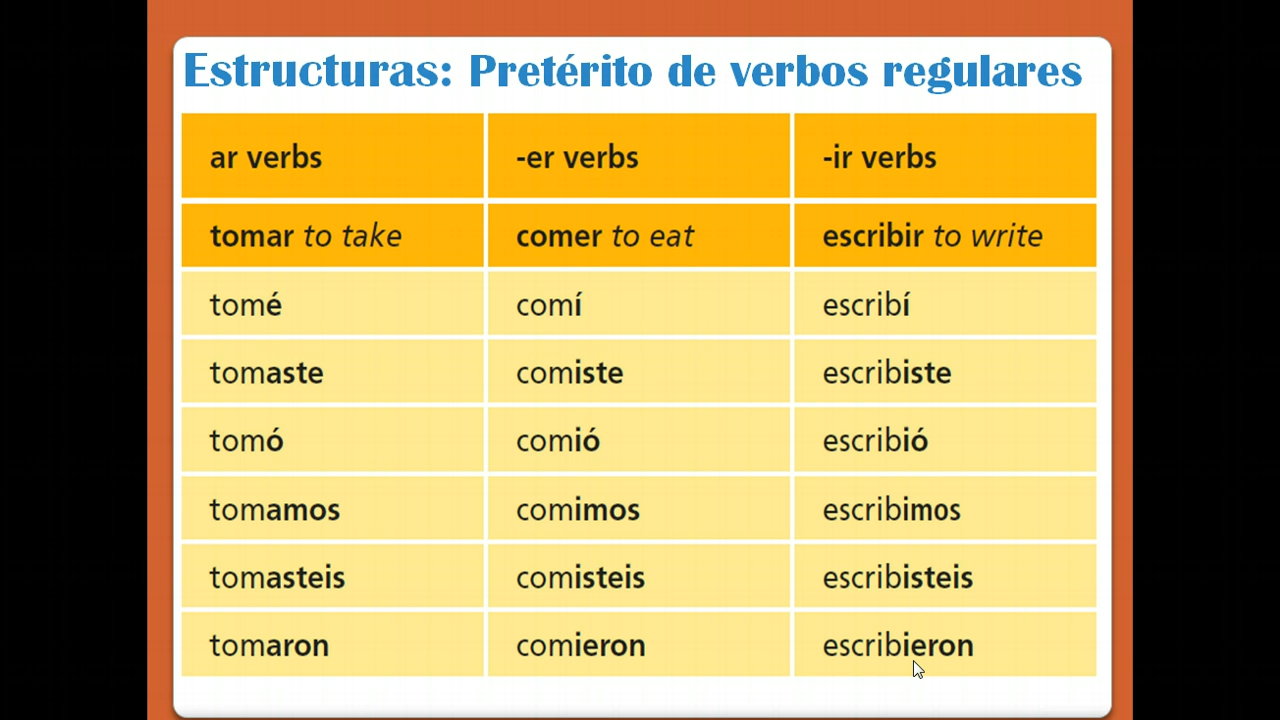 Estructuras: Pretérito de verbos regulares
ar verbs -er verbs -ir verbs
tomar to take comer to eat escribir to write
tomé comí escribí
tomaste comiste escribiste
tomó comió escribió
tomamos comimos escribimos
tomasteis comisteis escribisteis
tomaron comieron escribieron